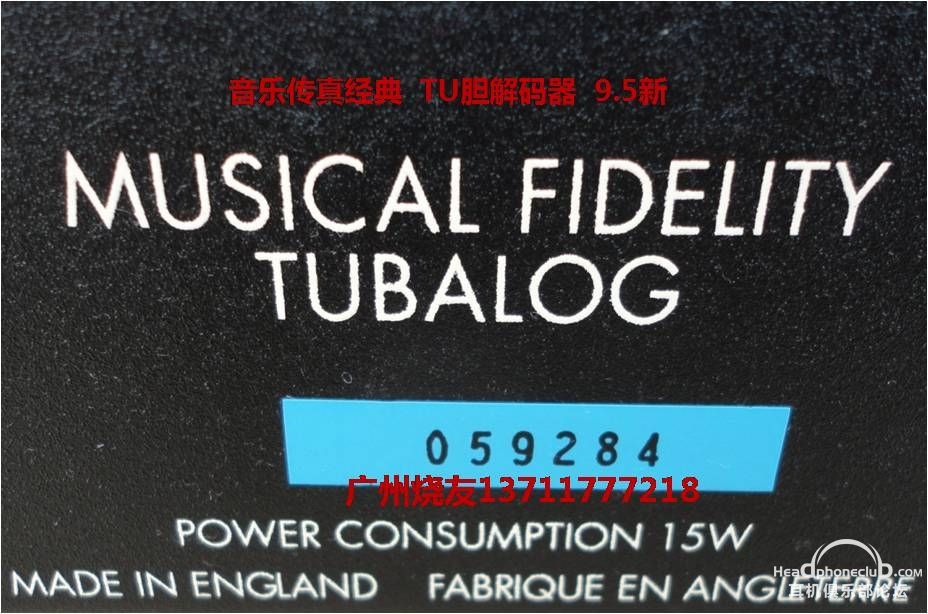 音乐传真经典 TU胆解码器 9.5新
MUSICAL FIDELITY
TUBALOG
059284
广州烧友13711777218
POWER CONSUMPTION 15W
MADE IN ENGLAND FABRIQUE EN ANGLETERRE
Headphoneclub.com
耳机俱乐部论坛